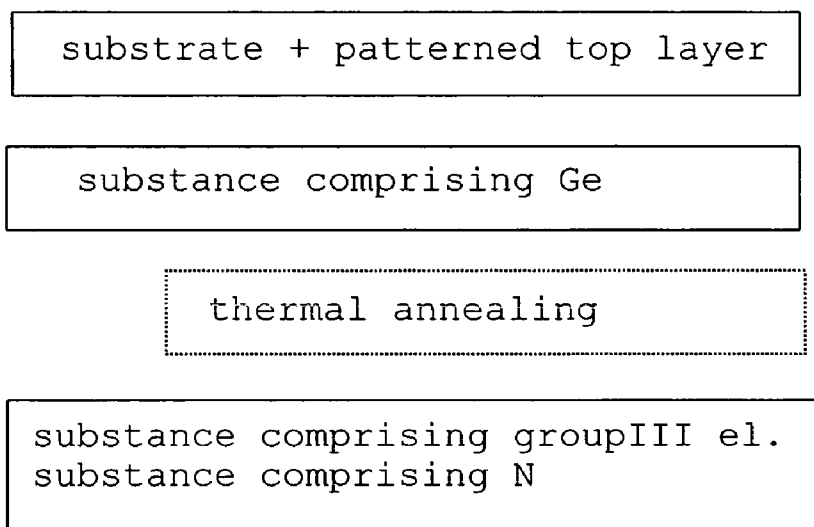 substrate + patterned top layer
substance comprising Ge
thermal annealing
substance comprising groupIII el.
substance comprising N